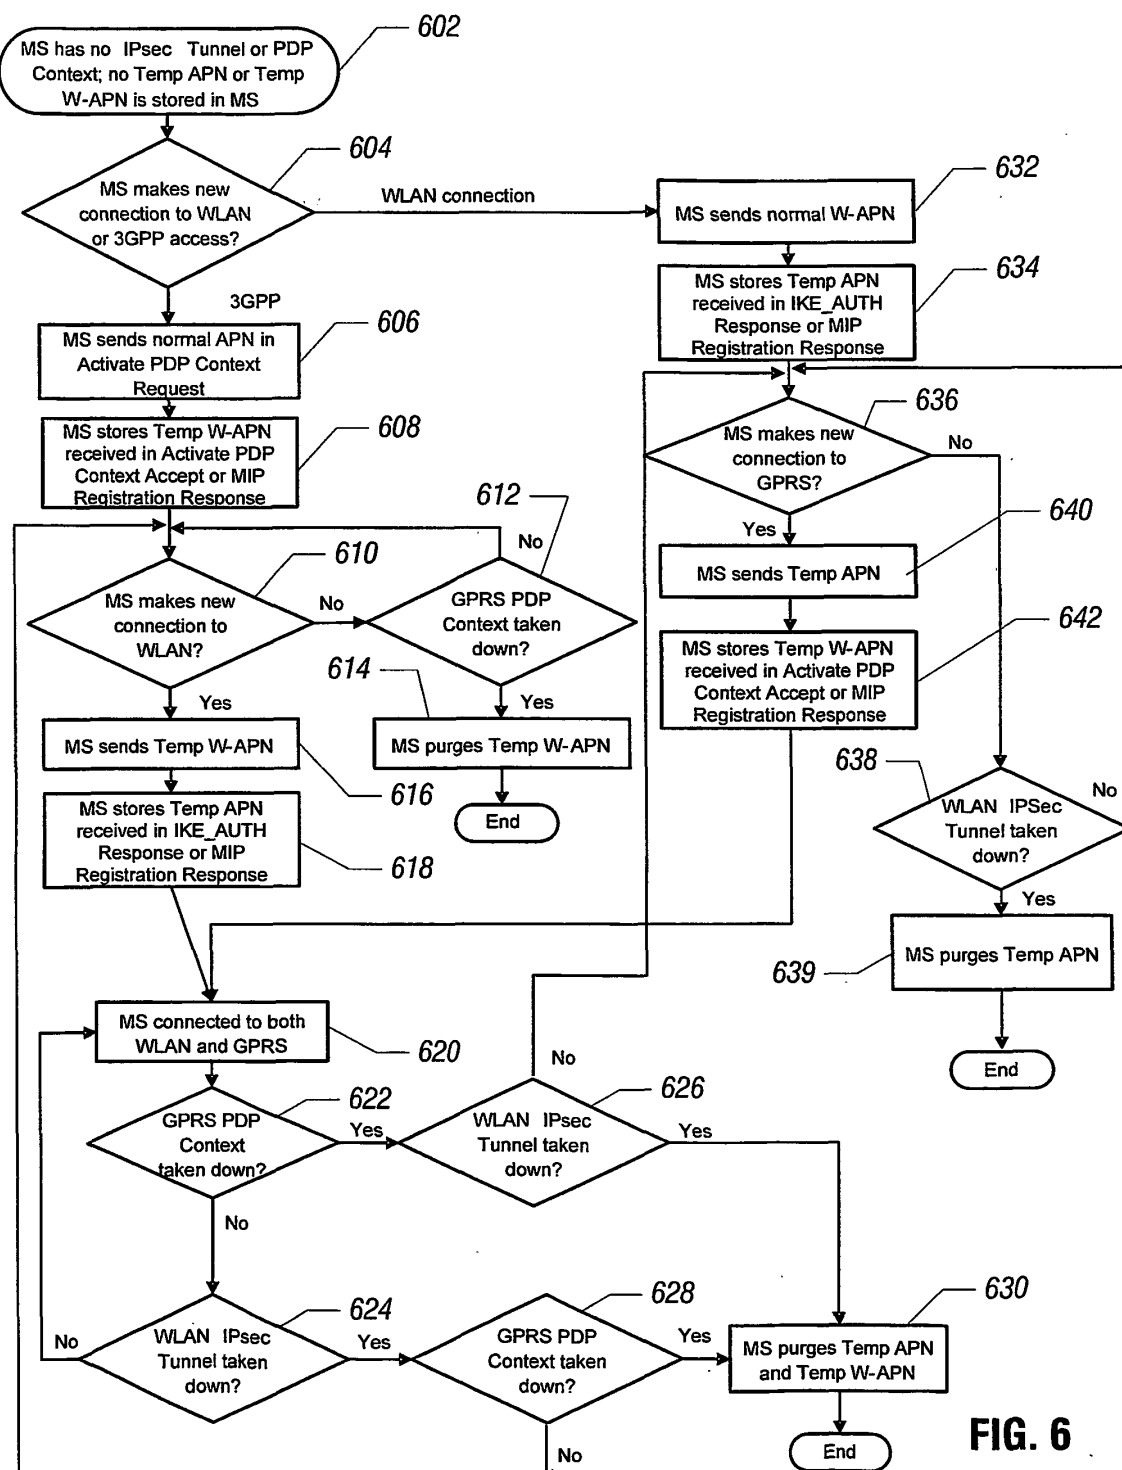 602
MS has no IPsec Tunnel or PDP
Context; no Temp APN or Temp
W-APN is stored in MS
604
MS makes new
connection to WLAN
or 3GPP access?
WLAN connection
3GPP
606
MS sends normal APN in
Activate PDP Context
Request
608
MS stores Temp W-APN
received in Activate PDP
Context Accept or MIP
Registration Response
610
MS makes new
connection to
WLAN?
No
Yes
612
No
GPRS PDP
Context taken
down?
Yes
614
MS purges Temp W-APN
End
MS sends Temp W-APN
616
MS stores Temp APN
received in IKE_AUTH
Response or MIP
Registration Response
618
632
MS sends normal W-APN
634
MS stores Temp APN
received in IKE_AUTH
Response or MIP
Registration Response
636
MS makes new
connection to
GPRS?
No
Yes
640
MS sends Temp APN
642
MS stores Temp W-APN
received in Activate PDP
Context Accept or MIP
Registration Response
638
WLAN IPSec
Tunnel taken
down?
No
Yes
639
MS purges Temp APN
End
MS connected to both
WLAN and GPRS
620
622
GPRS PDP
Context
taken down?
Yes
No
626
No
WLAN IPsec
Tunnel taken
down?
Yes
624
No
WLAN IPsec
Tunnel taken
down?
Yes
628
GPRS PDP
Context taken
down?
Yes
No
630
MS purges Temp APN
and Temp W-APN
End
FIG. 6